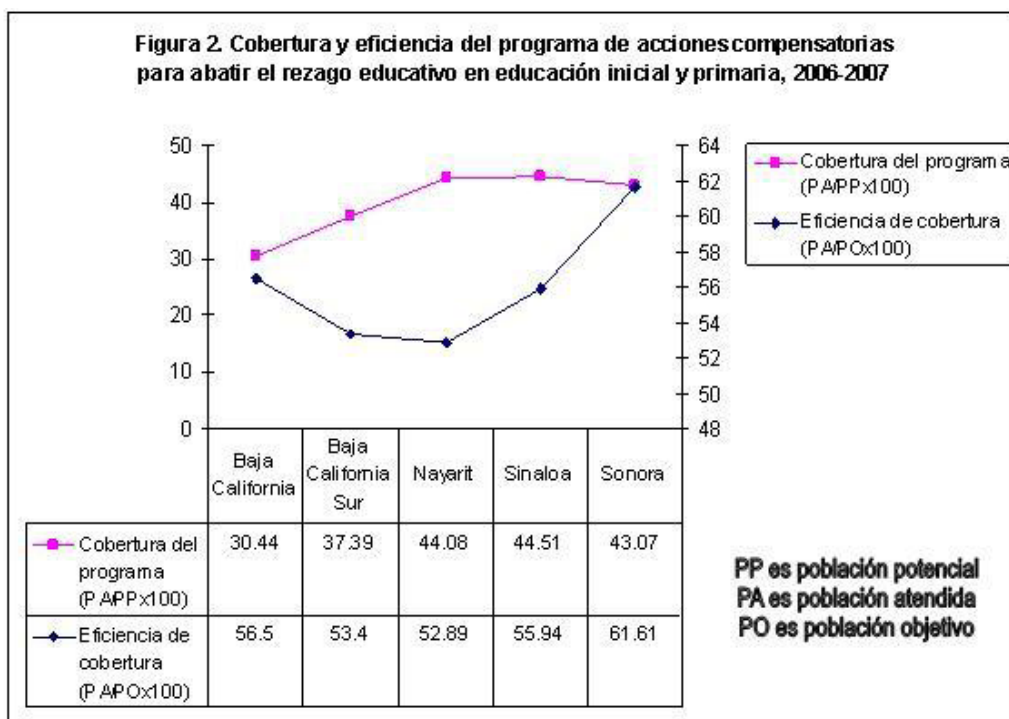 Figura 2. Cobertura y eficiencia del programa de acciones compensatorias
para abatir el rezago educativo en educación inicial y primaria, 2006-2007
50
40
30
20
10
0
64
62
60
58
56
54
52
50
48
Cobertura del programa
(PA/PPx100)
Eficiencia de cobertura
(PA/POx100)
Baja
California
Baja
California
Sur
Nayarit
Sinaloa
Sonora
Cobertura del
programa
(PA/PPx100)
30.44 37.39 44.08 44.51 43.07
Eficiencia de
cobertura
(PA/POx100)
56.5 53.4 52.89 55.94 61.61
PP es población potencial
PA es población atendida
PO es población objetivo